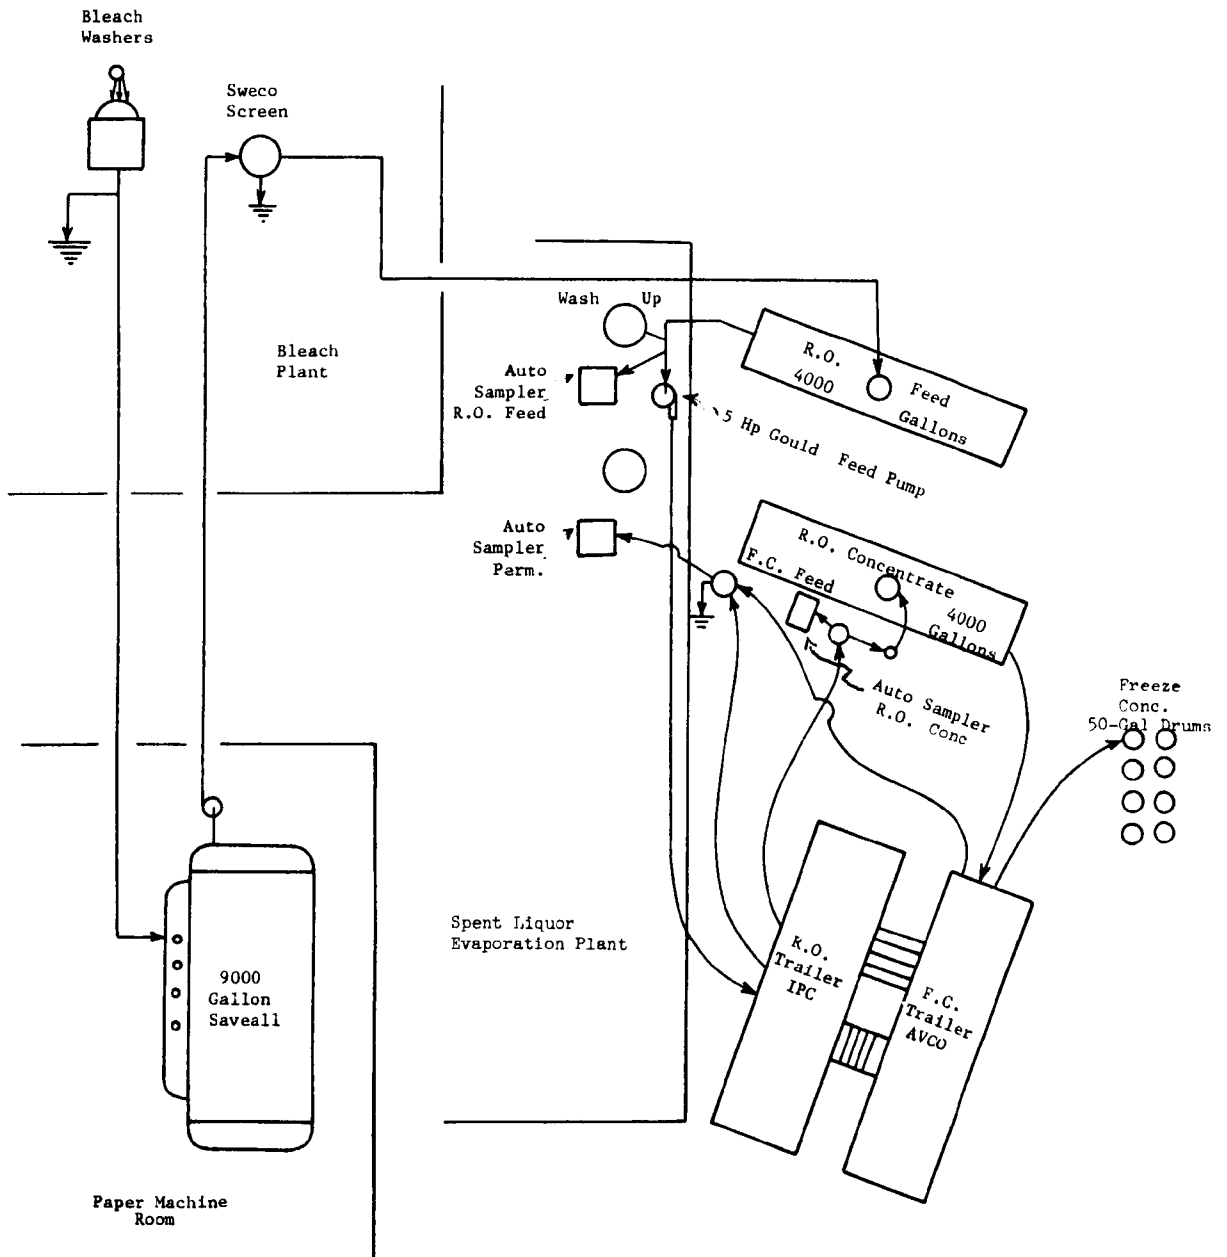 Bleach
Washers
Sweco
Screen
Bleach
Plant
Wash Up
Auto
Sampler
R.O. Feed
R.O. Feed
4000 Gallons
5 Hp Gould Feed Pump
Auto
Sampler
Parm.
R.O. Concentrate
F.C. Feed
4000
Gallons
Auto Sampler
R.O. Conc
Freeze
Conc.
50-Gal Drums
Spent Liquor
Evaporation Plant
R.O.
Trailer
IPC
F.C.
Trailer
AVCO
9000
Gallon
Saveall
Paper Machine
Room